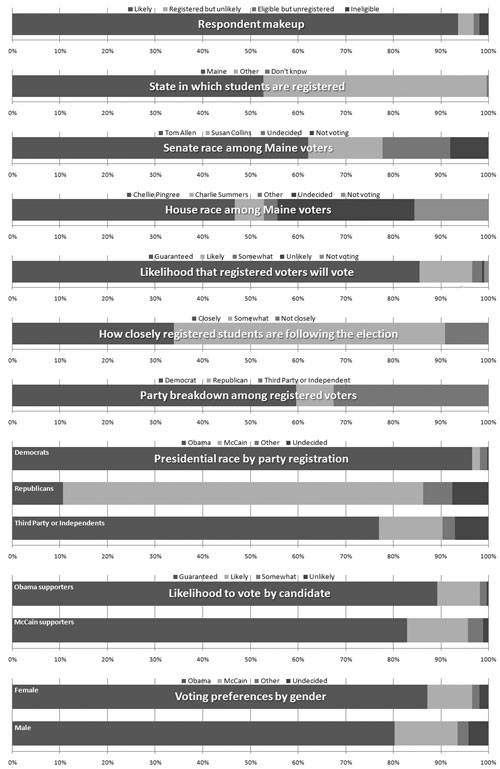 Likely Registered but unlikely Eligible but unregistered Ineligible
Respondent makeup
0% 10% 20% 30% 40% 50% 60% 70% 80% 90% 100%
Maine Other Don't know
State in which students are registered
0% 10% 20% 30% 40% 50% 60% 70% 80% 90% 100%
Tom Allen Susan Collins Undecided Not voting
Senate race among Maine voters
0% 10% 20% 30% 40% 50% 60% 70% 80% 90% 100%
Chellie Pingree Charlie Summers Other Undecided Not voting
House race among Maine voters
0% 10% 20% 30% 40% 50% 60% 70% 80% 90% 100%
Guaranteed Likely Somewhat Unlikely Not voting
Likelihood that registered voters will vote
0% 10% 20% 30% 40% 50% 60% 70% 80% 90% 100%
Closely Somewhat Not closely
How closely registered students are following the election
0% 10% 20% 30% 40% 50% 60% 70% 80% 90% 100%
Democrat Republican Third Party or Independent
Party breakdown among registered voters
0% 10% 20% 30% 40% 50% 60% 70% 80% 90% 100%
Obama McCain Other Undecided
Democrats
Presidential race by party registration
Republicans
Third Party or Independents
0% 10% 20% 30% 40% 50% 60% 70% 80% 90% 100%
Guaranteed Likely Somewhat Unlikely
Obama supporters
Likelihood to vote by candidate
McCain supporters
0% 10% 20% 30% 40% 50% 60% 70% 80% 90% 100%
Obama McCain Other Undecided
Female
Voting preferences by gender
Male
0% 10% 20% 30% 40% 50% 60% 70% 80% 90% 100%